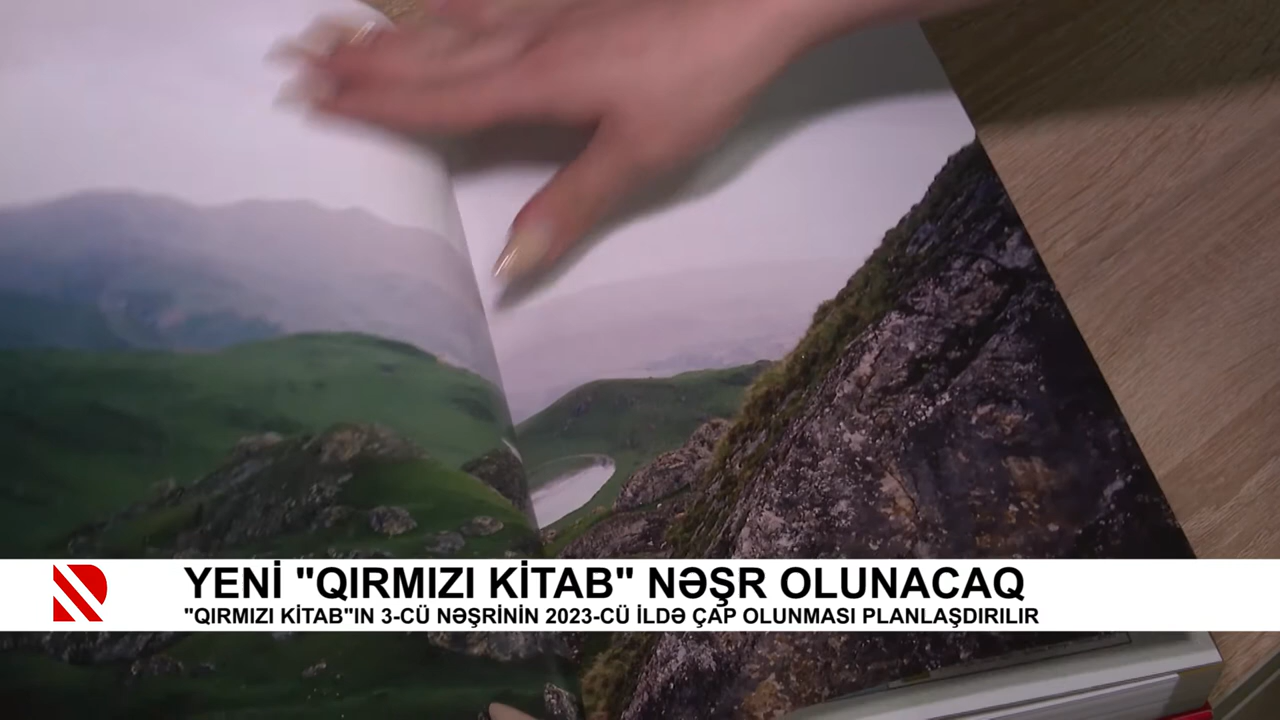 YENİ "QIRMIZI KİTAB" NƏŞR OLUNACAQ
"QIRMIZI KİTAB"IN 3-CÜ NƏŞRİNİN 2023-CÜ İLDƏ ÇAP OLUNMASI PLANLAŞDIRILIR